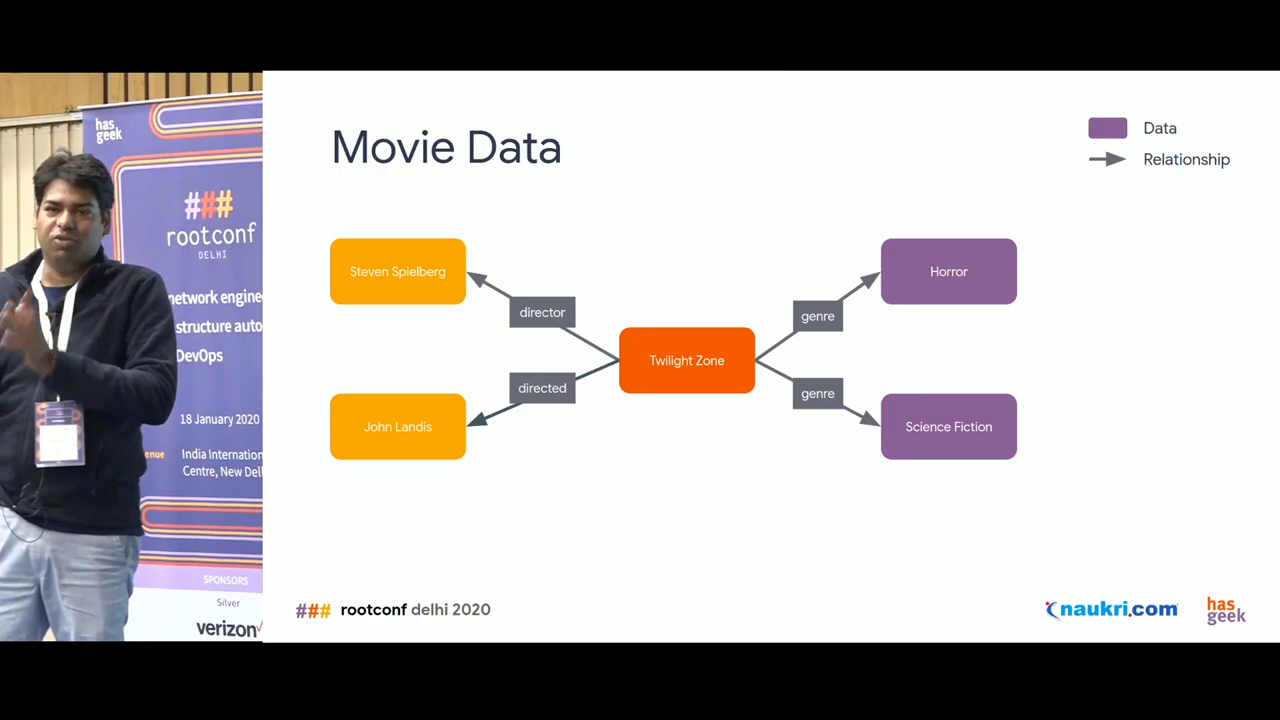 has
geek
###
rootconf
DELHI
network engine
structure auto
DevOps
18 January 2020
enue
India Internation
Centre, New Del
SPONSORS
Silver
verizon✓
Movie Data
Data
Relationship
Steven Spielberg
Horror
director
genre
Twilight Zone
directed
genre
John Landis
Science Fiction
### rootconf delhi 2020
naukri.com
has
geek